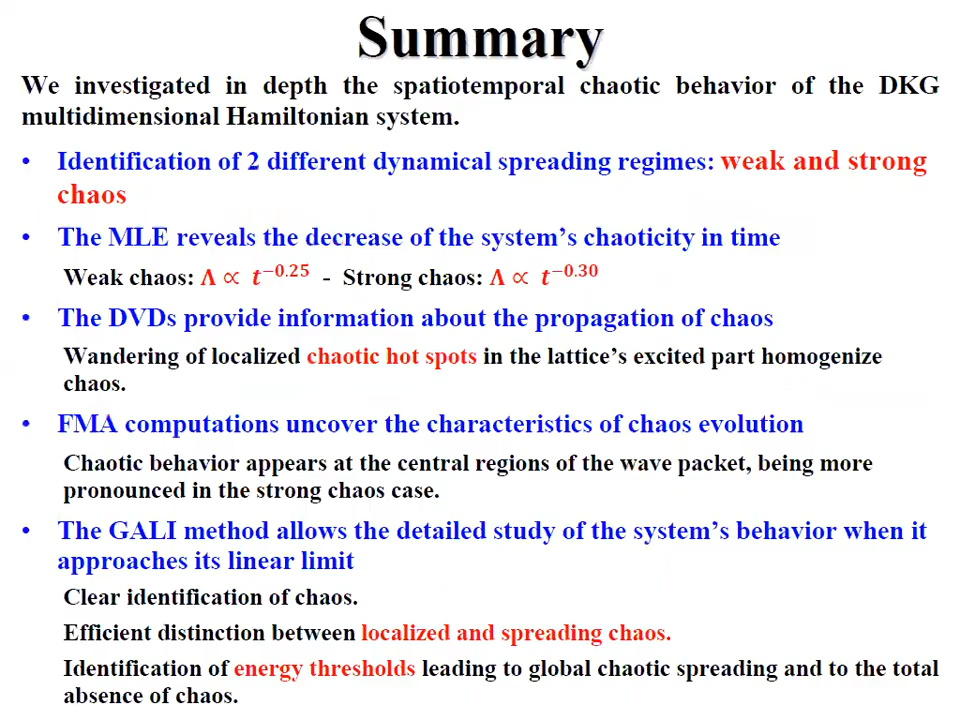 Summary
We investigated in depth the spatiotemporal chaotic behavior of the DKG
multidimensional Hamiltonian system.
• Identification of 2 different dynamical spreading regimes: weak and strong
chaos
• The MLE reveals the decrease of the system's chaoticity in time
Weak chaos: Λ ∝ t^−0.25 - Strong chaos: Λ ∝ t^−0.30
• The DVDs provide information about the propagation of chaos
Wandering of localized chaotic hot spots in the lattice's excited part homogenize
chaos.
• FMA computations uncover the characteristics of chaos evolution
Chaotic behavior appears at the central regions of the wave packet, being more
pronounced in the strong chaos case.
• The GALI method allows the detailed study of the system's behavior when it
approaches its linear limit
Clear identification of chaos.
Efficient distinction between localized and spreading chaos.
Identification of energy thresholds leading to global chaotic spreading and to the total
absence of chaos.